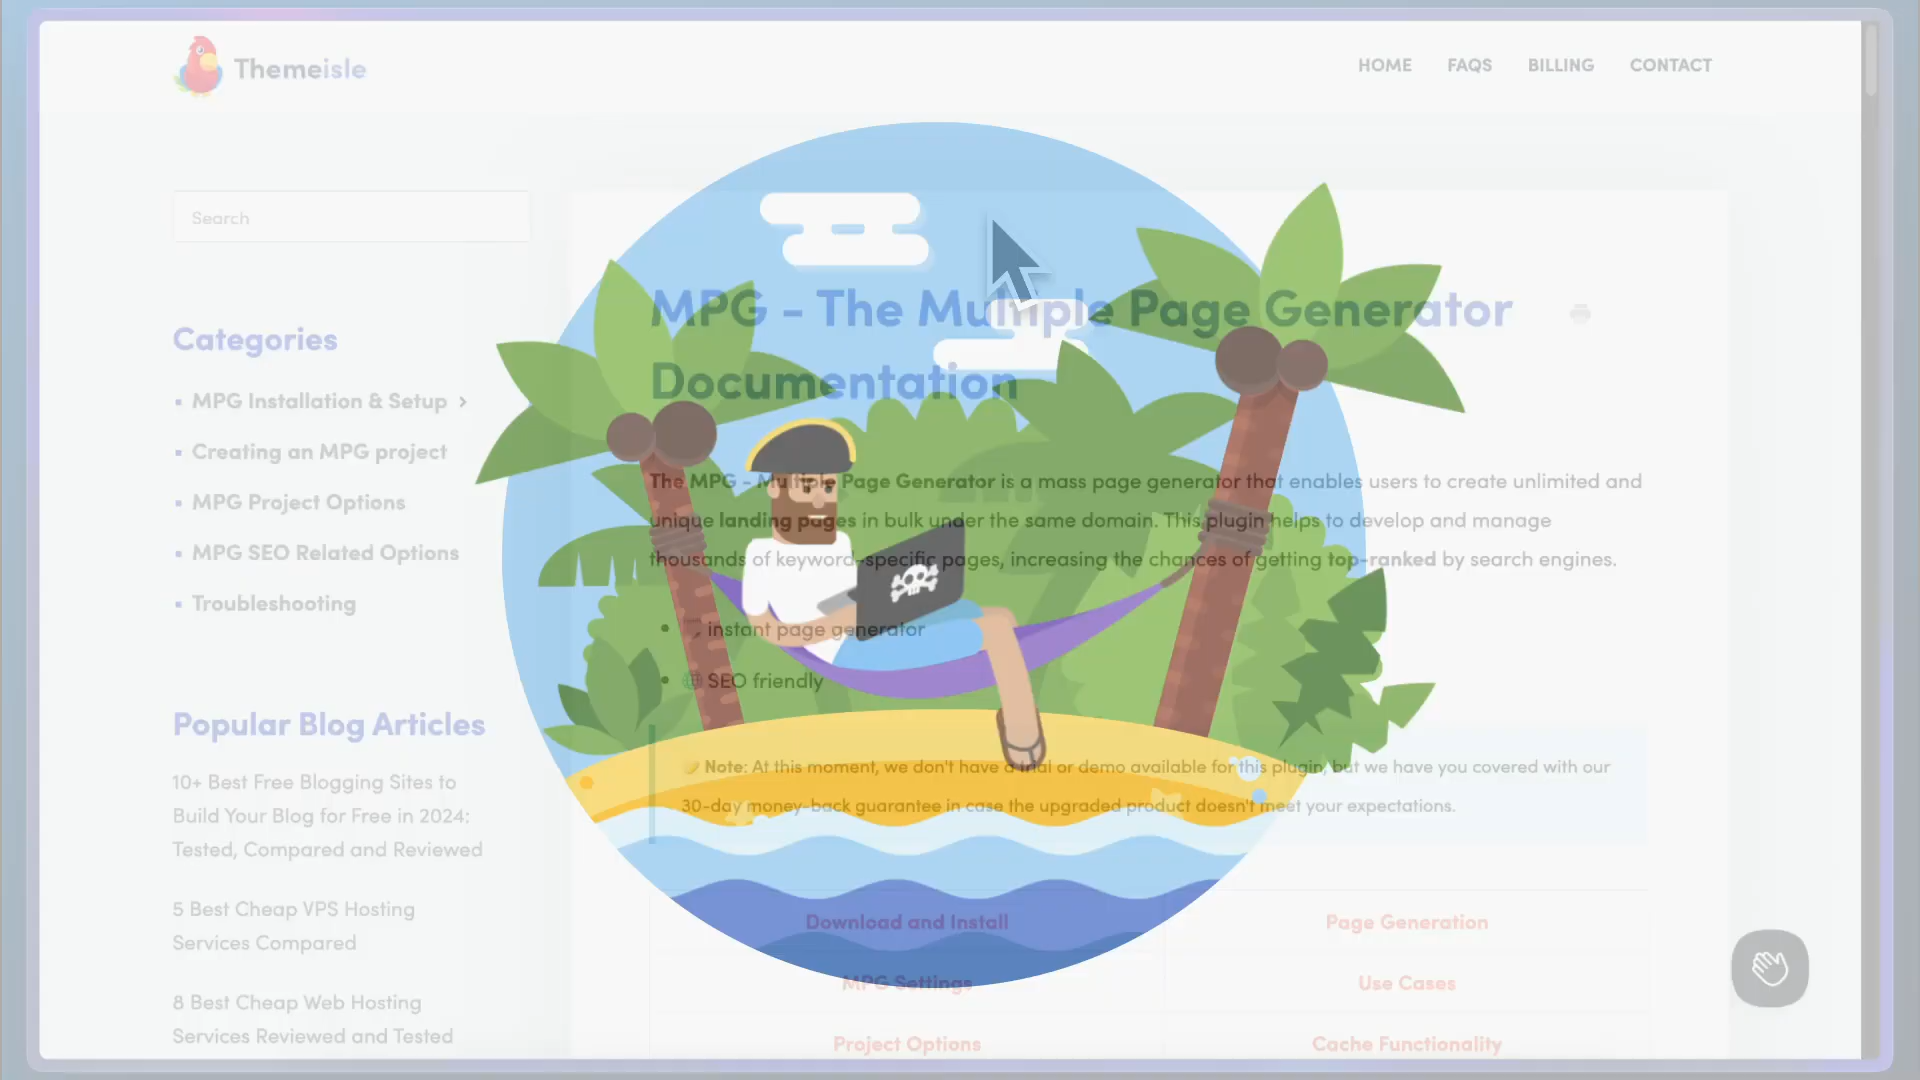 Themeisle
HOME FAQS BILLING CONTACT
Search
Categories
MPG Installation & Setup
Creating an MPG project
MPG Project Options
MPG SEO Related Options
Troubleshooting
Popular Blog Articles
10+ Best Free Blogging Sites to
Build Your Blog for Free in 2024:
Tested, Compared and Reviewed
5 Best Cheap VPS Hosting
Services Compared
8 Best Cheap Web Hosting
Services Reviewed and Tested
MPG - The Multiple Page Generator
Documentation
The MPG - Multiple Page Generator is a mass page generator that enables users to create unlimited and
unique landing pages in bulk under the same domain. This plugin helps to develop and manage
thousands of keyword-specific pages, increasing the chances of getting top-ranked by search engines.
instant page generator
SEO friendly
Note: At this moment, we don't have a trial or demo available for this plugin, but we have you covered with our
30-day money-back guarantee in case the upgraded product doesn't meet your expectations.
Download and Install Page Generation
MPG Settings Use Cases
Project Options Cache Functionality